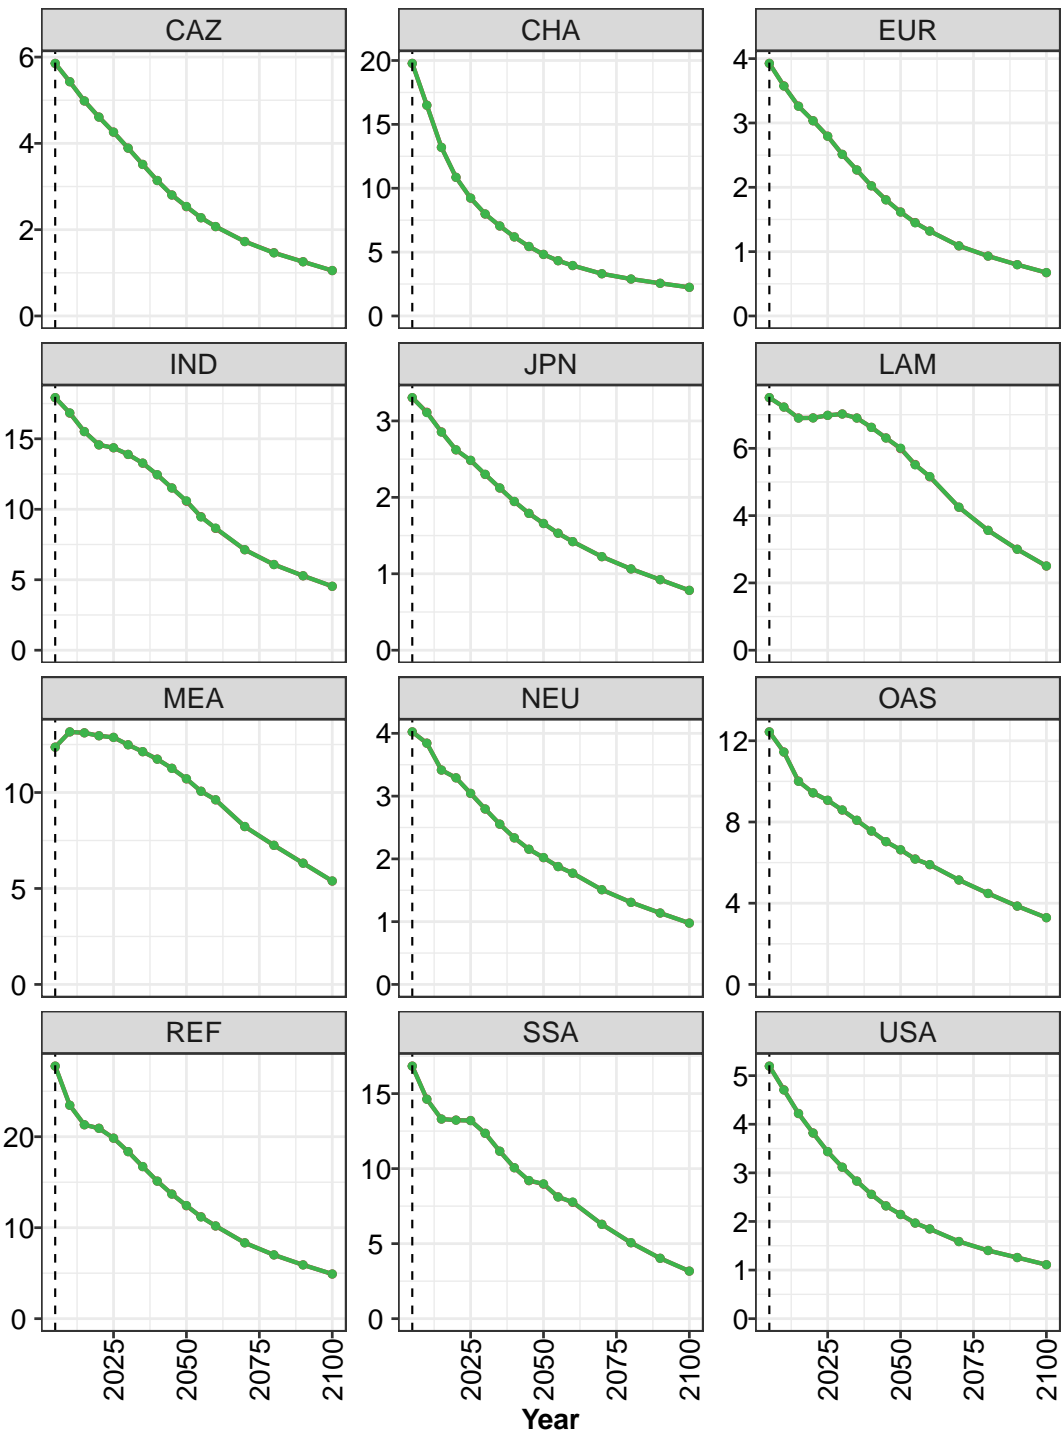 CAZ CHA EUR
6 20 4
4 15 3
2 10 2
0 5 1
0 0
IND JPN LAM
15 3 6
10 2 4
5 1 2
0 0 0
MEA NEU OAS
10 4 12
5 3 8
0 2 4
1 0
0
REF SSA USA
20 15 5
10 10 4
0 5 3
0 2
1
0
2025 2050 2075 2100 2025 2050 2075 2100 2025 2050 2075 2100
Year